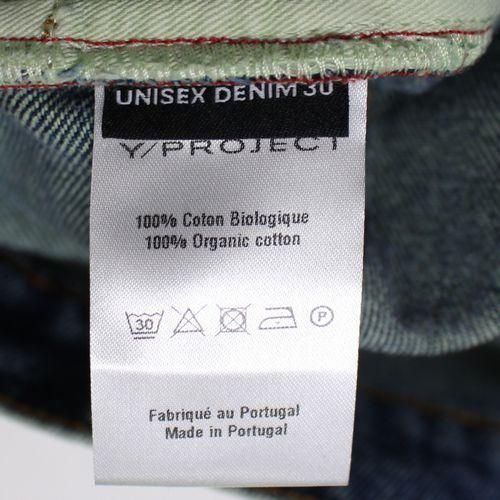 UNISEX DENIM 30
Y/PROJECT
100% Coton Biologique
100% Organic cotton
30 P
Fabriqué au Portugal
Made in Portugal